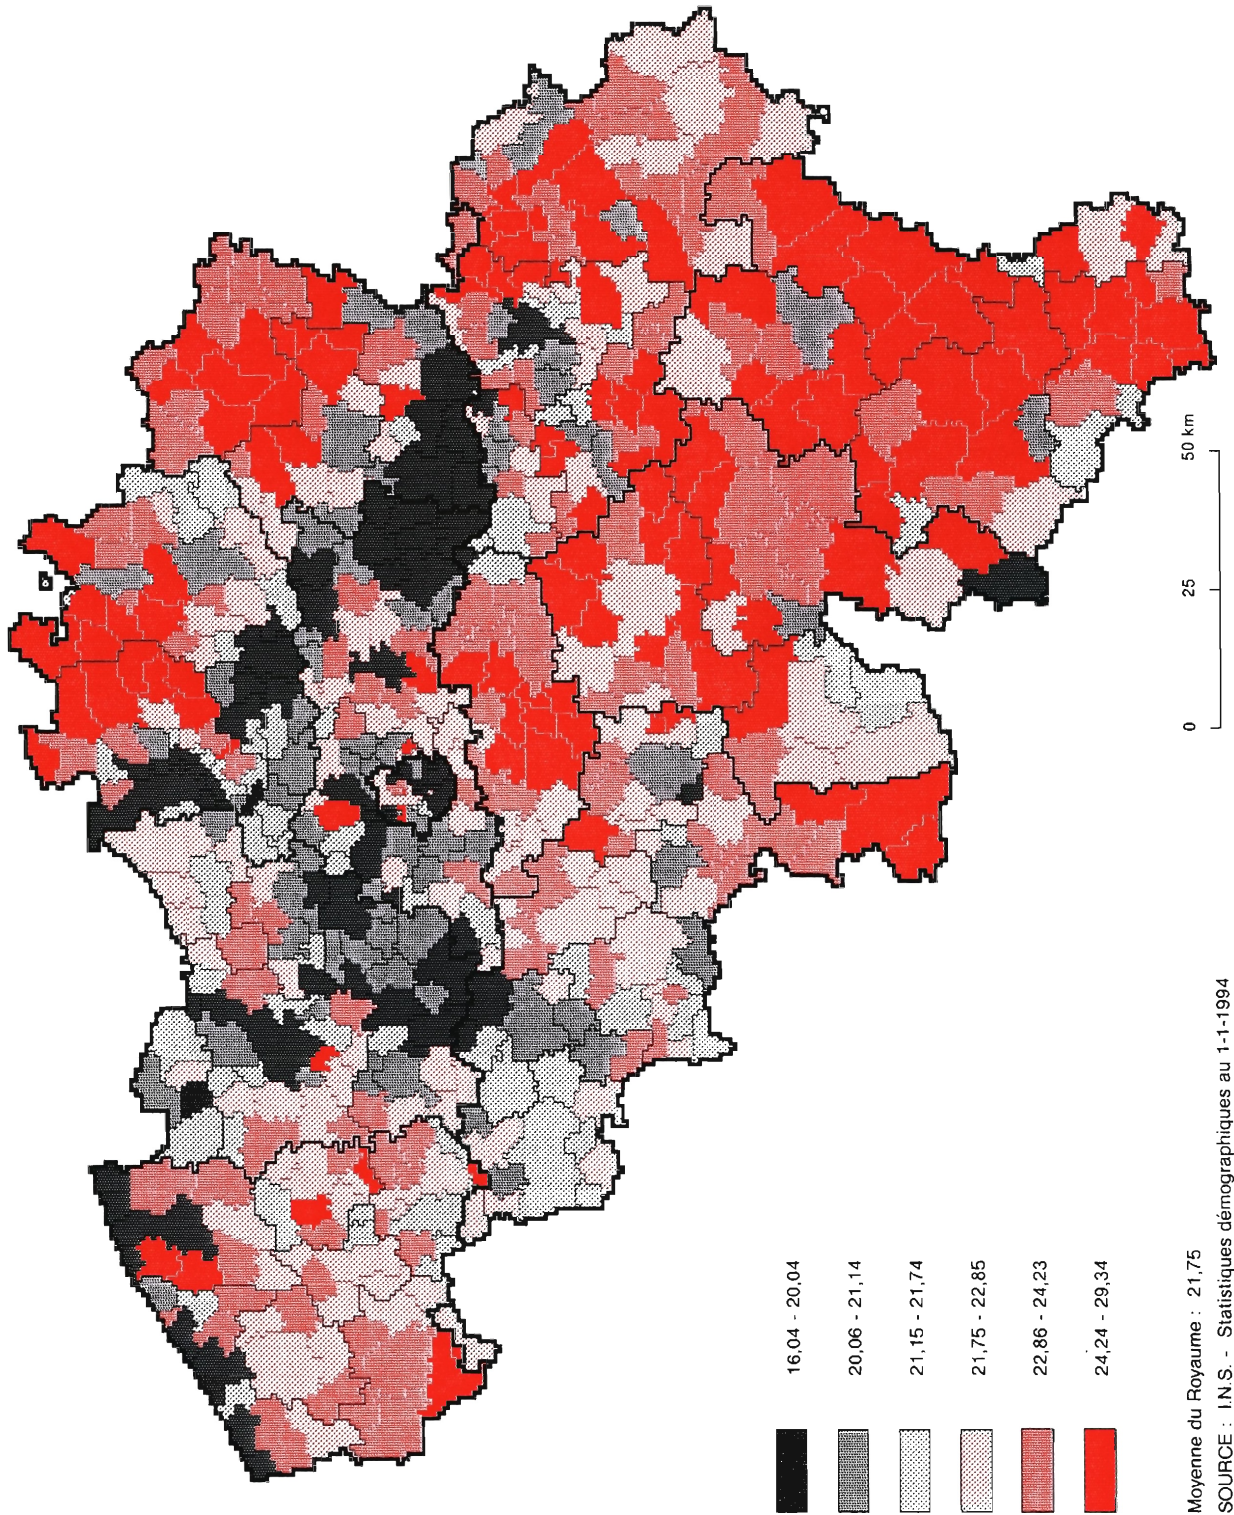 16,04 - 20,04
20,06 - 21,14
21,15 - 21,74
21,75 - 22,85
22,86 - 24,23
24,24 - 29,34
0 25 50 km
Moyenne du Royaume : 21,75
SOURCE : I.N.S. - Statistiques démographiques au 1-1-1994